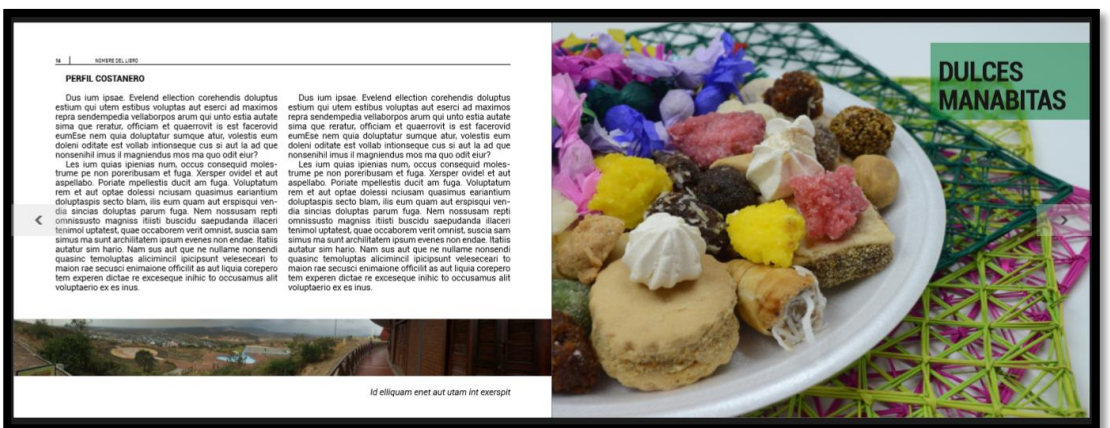 14
NOMBRE DEL LIBRO
PERFIL COSTANERO
Dus ium ipsae. Evelend ellection corehendis doluptus
estium qui utem estibus voluptas aut eserci ad maximos
repra sendempedia vellaborpos arum qui unto estia autate
sima que reratur, officiam et quaerrovit is est facerovid
eumEse nem quia doluptatur sumque atur, volestis eum
doleni oditate est vollab intionseque cus si aut la ad que
nonsenihil imus il magniendus mos ma quo odit eiur?
Les ium quias ipienias num, occus consequid moles-
trume pe non poreribusam et fuga. Xersper ovidel et aut
aspellabo. Poriate mpellestis ducit am fuga. Voluptatum
rem et aut optae dolessi nciusam quasimus eariantium
doluptaspis secto blam, ilis eum quam aut erspisqui ven-
dia sincias doluptas parum fuga. Nem nossusam repti
omnissusto magniss itiisti buscidu saepudanda illaceri
tenimol uptatest, quae occaborem verit omnist, suscia sam
simus ma sunt architatem ipsum evenes non endae. Itatiis
autatur sim hario. Nam sus aut que ne nullame nonsendi
quasinc temoluptas alicimincil ipicipsunt veleseceari to
maion rae secusci enimaione officilit as aut liquia corepero
tem experen dictae re exceseque inihic to occusamus alit
voluptaerio ex es inus.
Dus ium ipsae. Evelend ellection corehendis doluptus
estium qui utem estibus voluptas aut eserci ad maximos
repra sendempedia vellaborpos arum qui unto estia autate
sima que reratur, officiam et quaerrovit is est facerovid
eumEse nem quia doluptatur sumque atur, volestis eum
doleni oditate est vollab intionseque cus si aut la ad que
nonsenihil imus il magniendus mos ma quo odit eiur?
Les ium quias ipienias num, occus consequid moles-
trume pe non poreribusam et fuga. Xersper ovidel et aut
aspellabo. Poriate mpellestis ducit am fuga. Voluptatum
rem et aut optae dolessi nciusam quasimus eariantium
doluptaspis secto blam, ilis eum quam aut erspisqui ven-
dia sincias doluptas parum fuga. Nem nossusam repti
omnissusto magniss itiisti buscidu saepudanda illaceri
tenimol uptatest, quae occaborem verit omnist, suscia sam
simus ma sunt architatem ipsum evenes non endae. Itatiis
autatur sim hario. Nam sus aut que ne nullame nonsendi
quasinc temoluptas alicimincil ipicipsunt veleseceari to
maion rae secusci enimaione officilit as aut liquia corepero
tem experen dictae re exceseque inihic to occusamus alit
voluptaerio ex es inus.
Id elliquam enet aut utam int exerspit
DULCES
MANABITAS